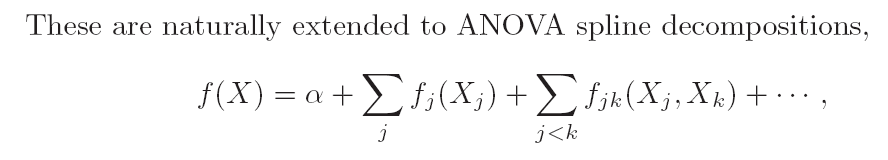 These are naturally extended to ANOVA spline decompositions,
f(X) = α + ∑_j f_j(X_j) + ∑_{j<k} f_{jk}(X_j, X_k) + ⋯ ,